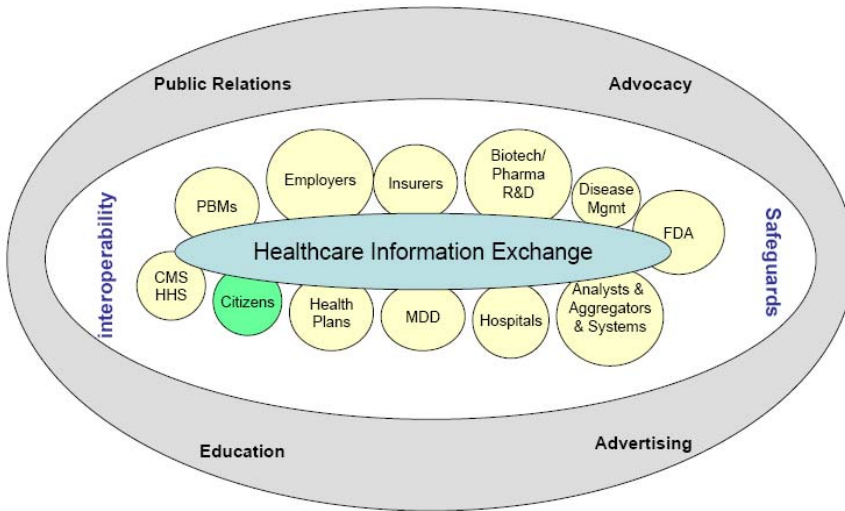 Public Relations
Advocacy
interoperability
Safeguards
PBMs
Employers
Insurers
Biotech/
Pharma
R&D
Disease
Mgmt
FDA
Healthcare Information Exchange
CMS
HHS
Citizens
Health
Plans
MDD
Hospitals
Analysts &
Aggregators
& Systems
Education
Advertising